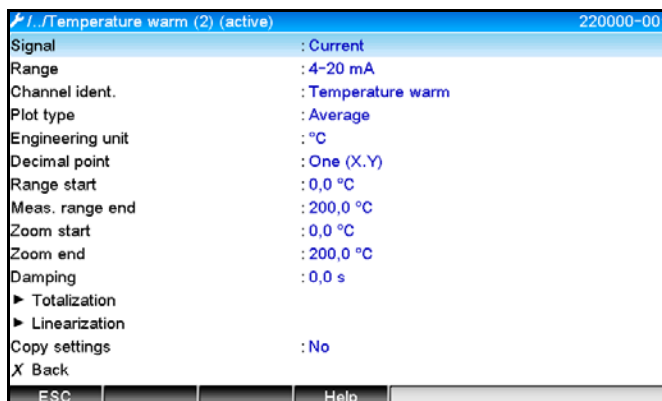 /../Temperature warm (2) (active) 220000-00
Signal : Current
Range : 4-20 mA
Channel ident. : Temperature warm
Plot type : Average
Engineering unit : °C
Decimal point : One (X.Y)
Range start : 0,0 °C
Meas. range end : 200,0 °C
Zoom start : 0,0 °C
Zoom end : 200,0 °C
Damping : 0,0 s
► Totalization
► Linearization
Copy settings : No
X Back
ESC Help